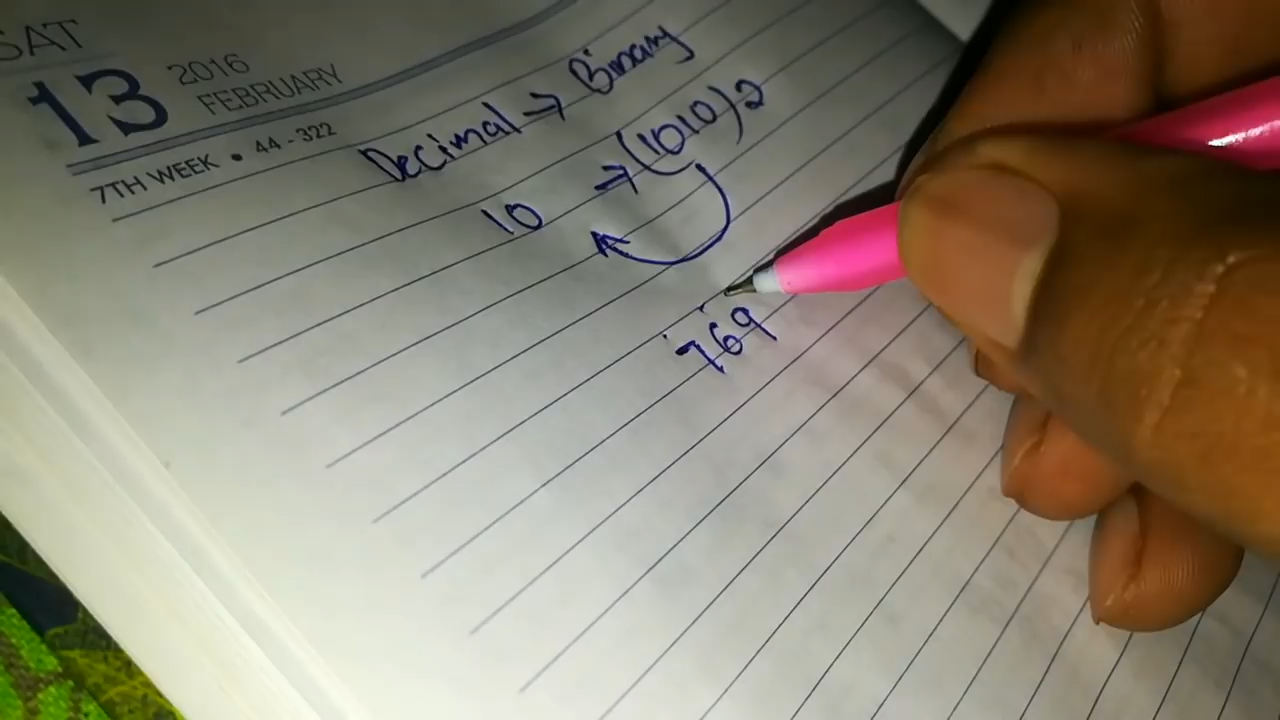 SAT
13 2016
FEBRUARY
7TH WEEK • 44 - 322
Decimal → Binary
10 → (1010)2
769